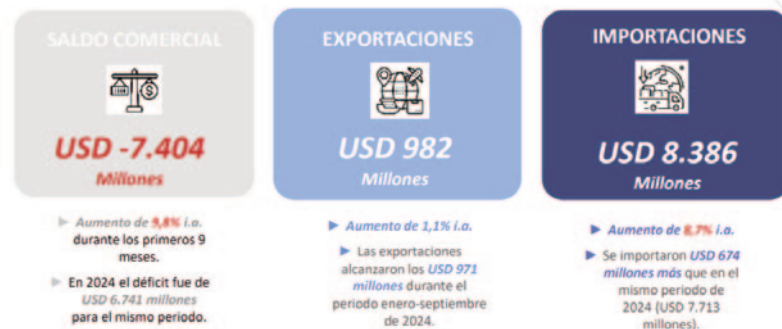 SALDO COMERCIAL
USD -7.404
Millones
► Aumento de 9,8% i.a.
durante los primeros 9
meses.
► En 2024 el déficit fue de
USD 6.741 millones
para el mismo periodo.
EXPORTACIONES
USD 982
Millones
► Aumento de 1,1% i.a.
► Las exportaciones
alcanzaron los USD 971
millones durante el
periodo enero-septiembre
de 2024.
IMPORTACIONES
USD 8.386
Millones
► Aumento de 8,7% i.a.
► Se importaron USD 674
millones más que en el
mismo periodo de
2024 (USD 7.713
millones).